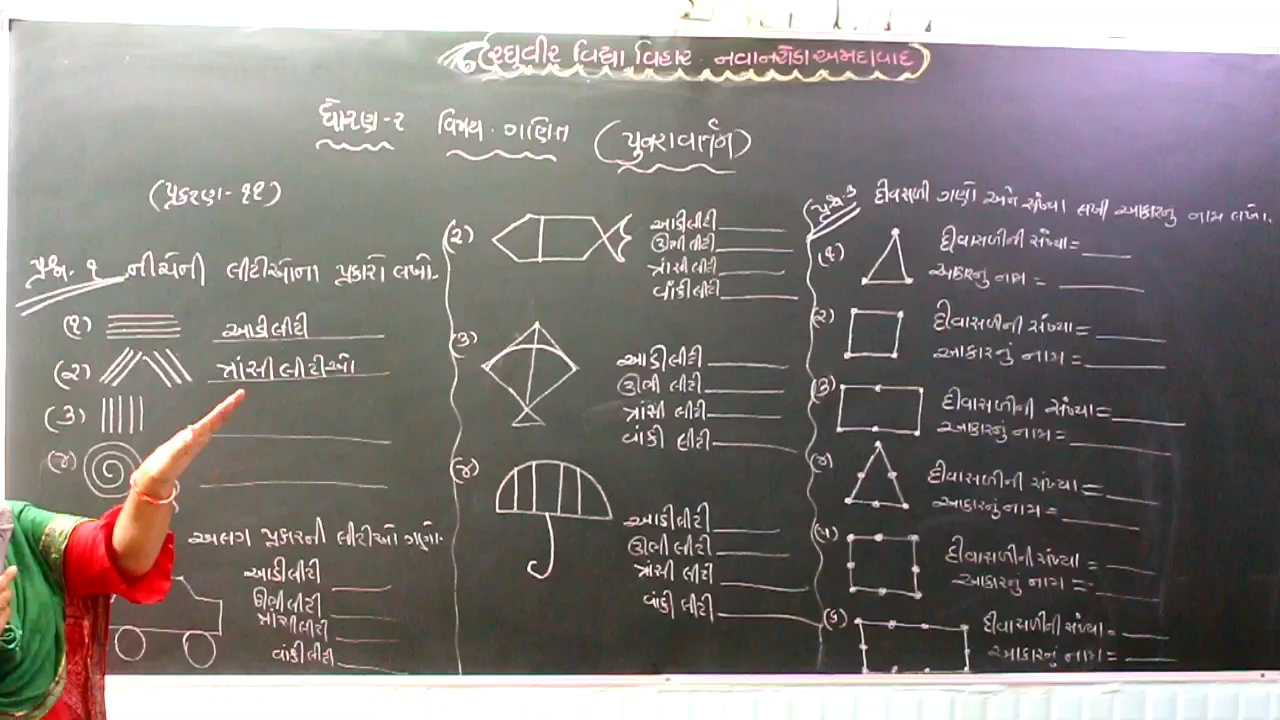 રઘુવીર વિદ્યા વિહાર. નવાનરોડા અમદાવાદ
ધોરણ-૨ વિષય. ગણિત (પુનરાવર્તન)
(પ્રકરણ-૧૧)
પ્રશ્ન-૧ નીચેની લીટીઓના પ્રકારો લખો.
(૧) આડી લીટી
(૨) ત્રાંસી લીટીઓ
(૩)
(૪)
અલગ પ્રકારની લીટીઓ ગણો.
આડી લીટી
ઊભી લીટી
ત્રાંસી લીટી
વાંકી લીટી
(૨) આડી લીટી
ઊભી લીટી
ત્રાંસી લીટી
વાંકી લીટી
(૩)
આડી લીટી
ઊભી લીટી
ત્રાંસી લીટી
વાંકી લીટી
(૪)
આડી લીટી
ઊભી લીટી
ત્રાંસી લીટી
વાંકી લીટી
પ્રશ્ન-૩ દીવાસળી ગણો અને સંખ્યા લખી આકારનું નામ લખો.
(૧) દીવાસળીની સંખ્યા =
આકારનું નામ =
(૨) દીવાસળીની સંખ્યા =
આકારનું નામ =
(૩) દીવાસળીની સંખ્યા =
આકારનું નામ =
(૪) દીવાસળીની સંખ્યા =
આકારનું નામ =
(૫) દીવાસળીની સંખ્યા =
આકારનું નામ =
(૬) દીવાસળીની સંખ્યા =
આકારનું નામ =